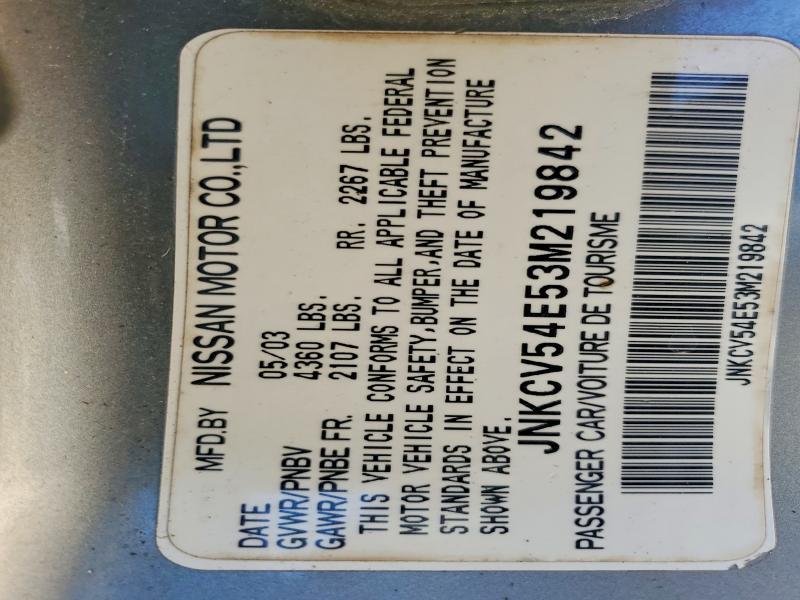 MFD.BY NISSAN MOTOR CO.,LTD
DATE 05/03
GVWR/PNBV 4360 LBS.
GAWR/PNBE FR. 2107 LBS. RR. 2267 LBS.
THIS VEHICLE CONFORMS TO ALL APPLICABLE FEDERAL
MOTOR VEHICLE SAFETY,BUMPER,AND THEFT PREVENTION
STANDARDS IN EFFECT ON THE DATE OF MANUFACTURE
SHOWN ABOVE.
JNKCV54E53M219842
PASSENGER CAR/VOITURE DE TOURISME
JNKCV54E53M219842